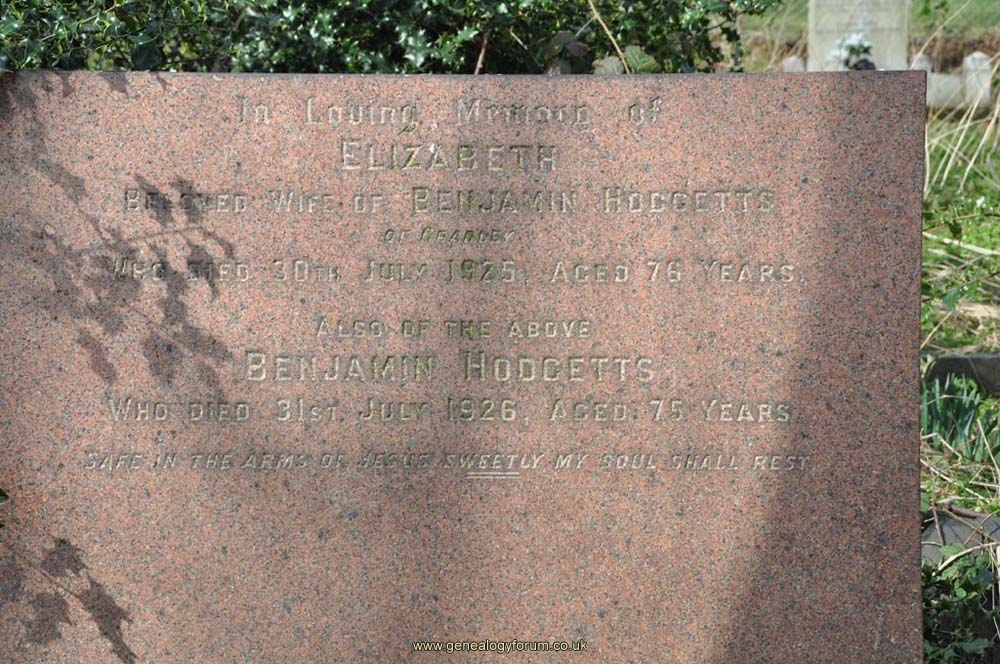 In Loving Memory of
ELIZABETH
BELOVED WIFE OF BENJAMIN HODGETTS
OF CRADLEY
WHO DIED 30TH JULY 1925, AGED 76 YEARS.
ALSO OF THE ABOVE
BENJAMIN HODGETTS
WHO DIED 31ST JULY 1926, AGED 75 YEARS
SAFE IN THE ARMS OF JESUS, SWEETLY MY SOUL SHALL REST
www.genealogyforum.co.uk